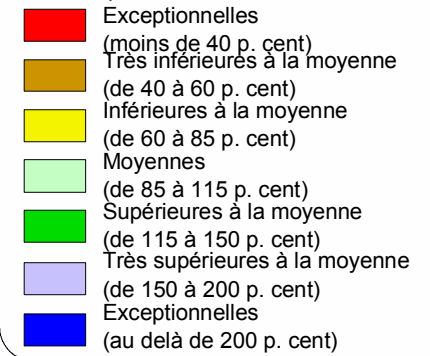 Exceptionnelles
(moins de 40 p. cent)
Très inférieures à la moyenne
(de 40 à 60 p. cent)
Inférieures à la moyenne
(de 60 à 85 p. cent)
Moyennes
(de 85 à 115 p. cent)
Supérieures à la moyenne
(de 115 à 150 p. cent)
Très supérieures à la moyenne
(de 150 à 200 p. cent)
Exceptionnelles
(au delà de 200 p. cent)